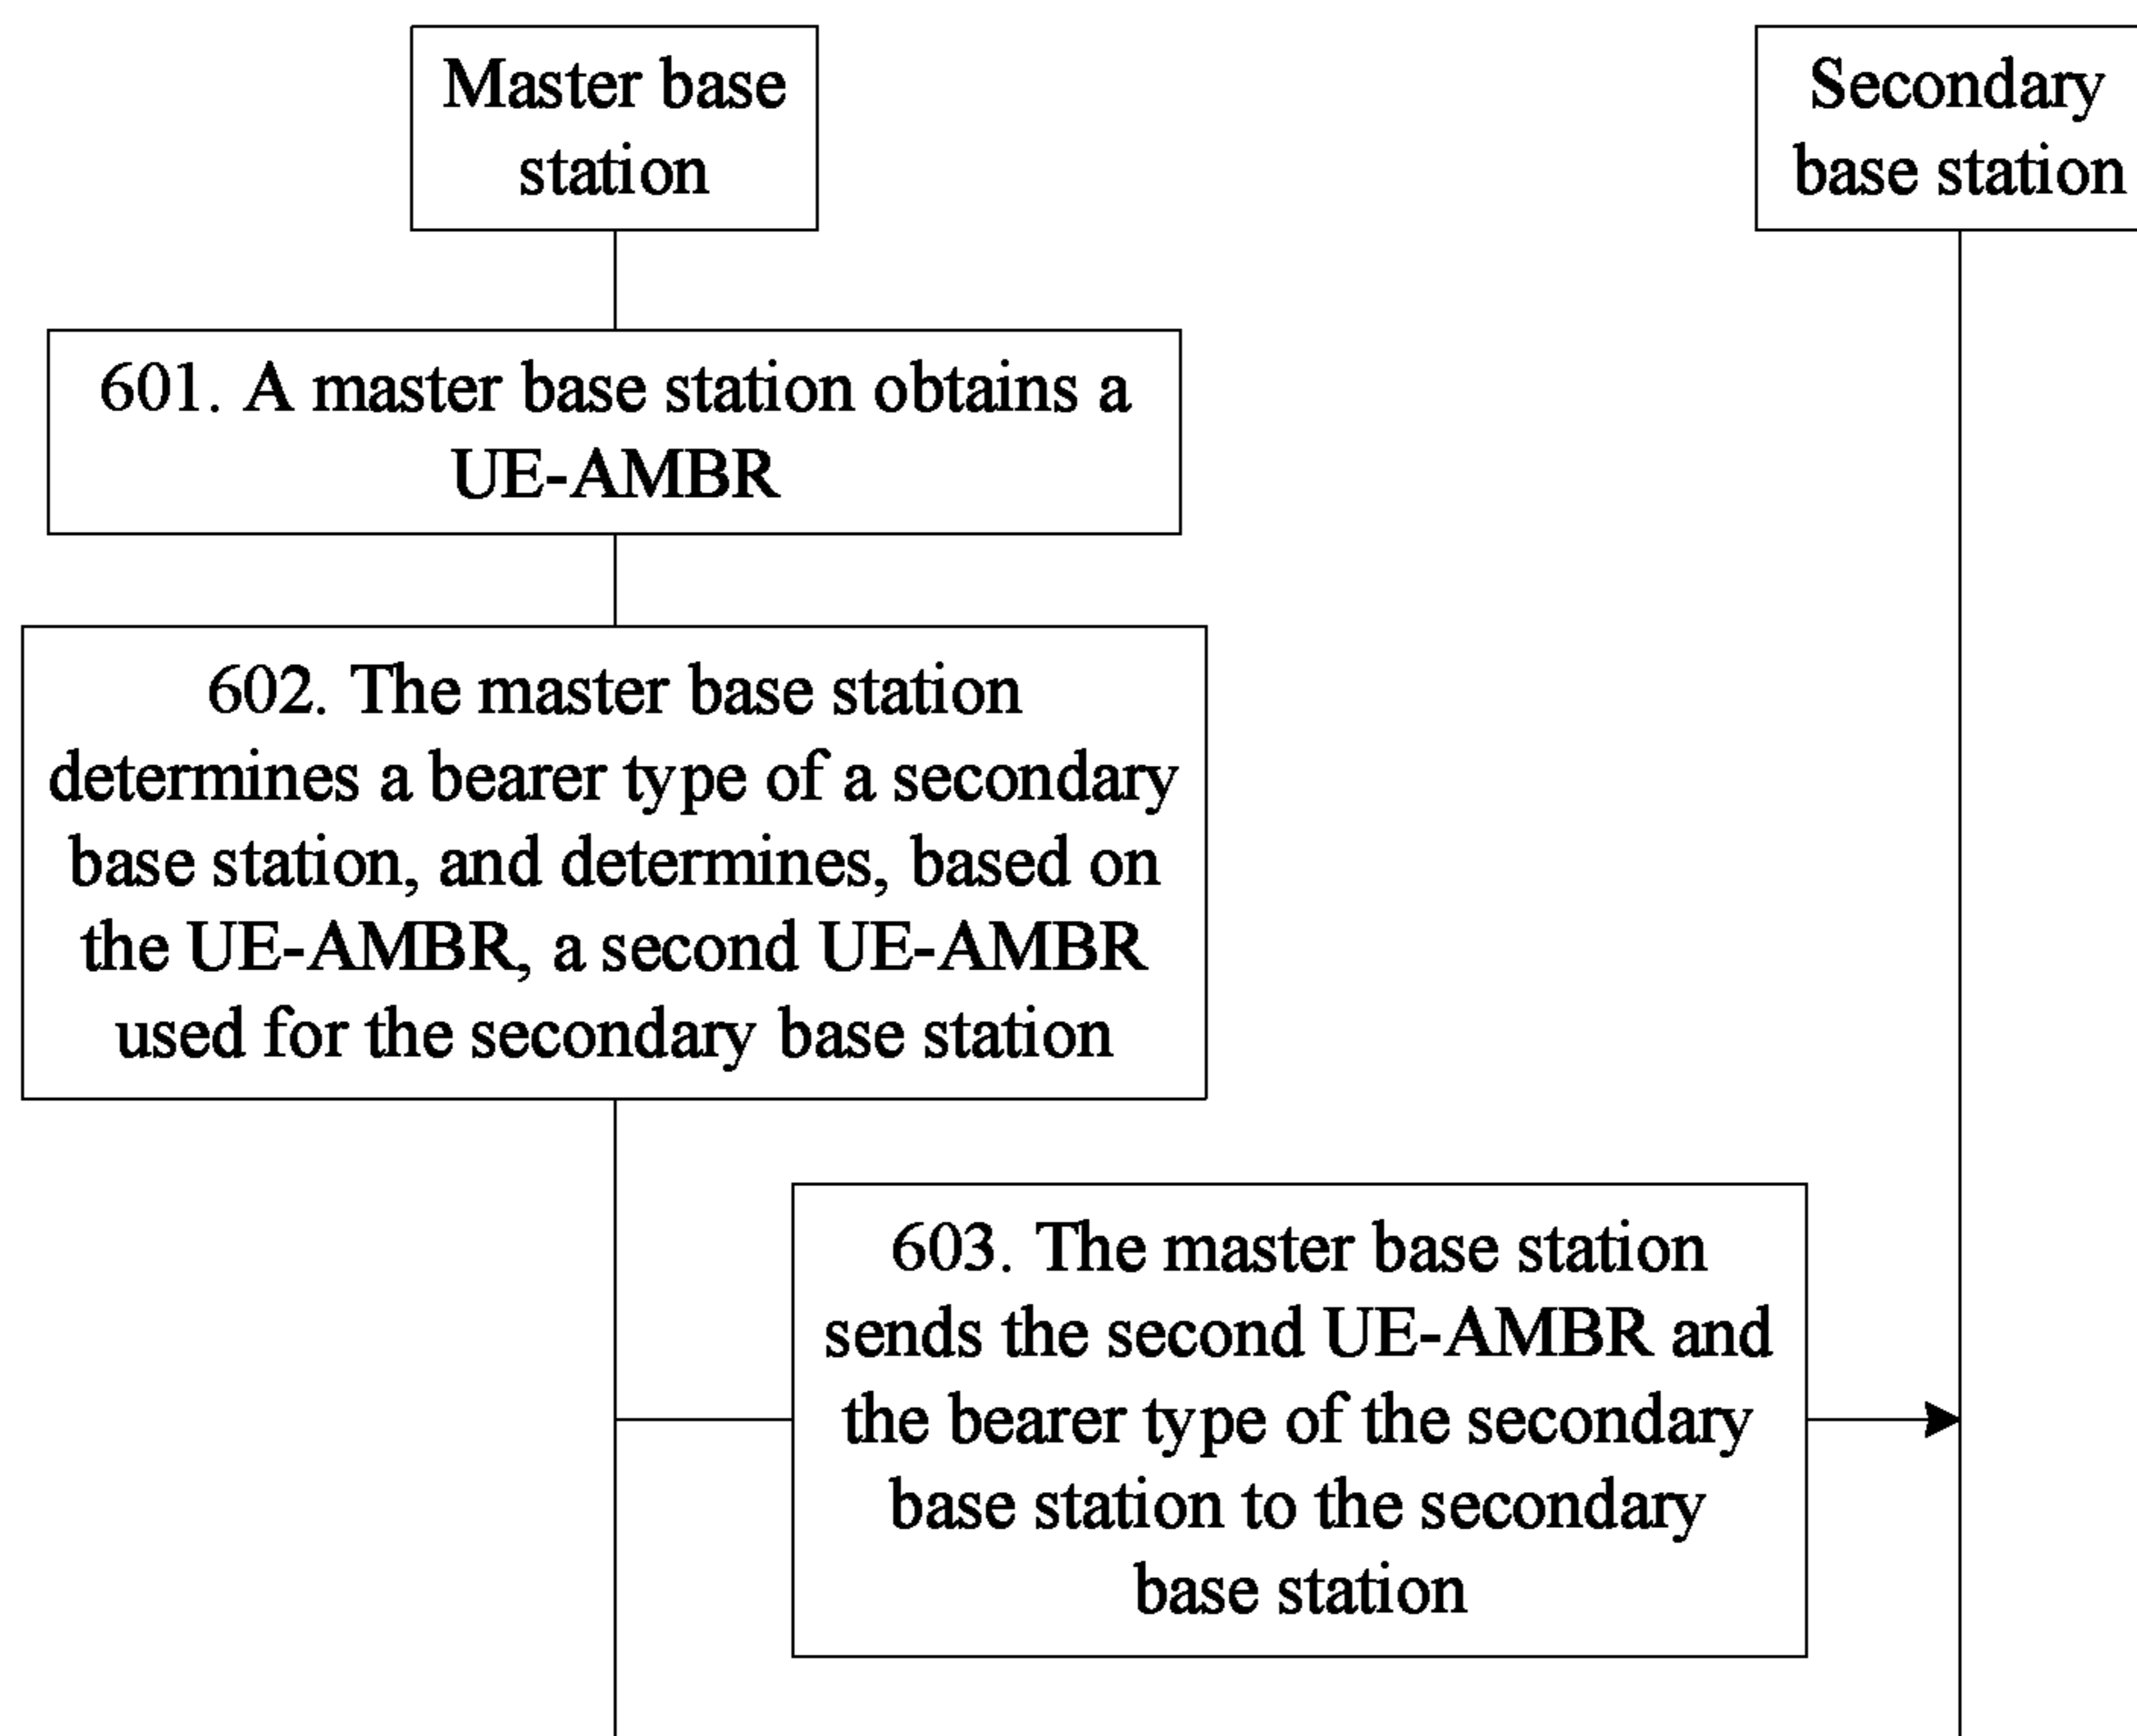 Master base
station
Secondary
base station
601. A master base station obtains a
UE-AMBR
602. The master base station
determines a bearer type of a secondary
base station, and determines, based on
the UE-AMBR, a second UE-AMBR
used for the secondary base station
603. The master base station
sends the second UE-AMBR and
the bearer type of the secondary
base station to the secondary
base station